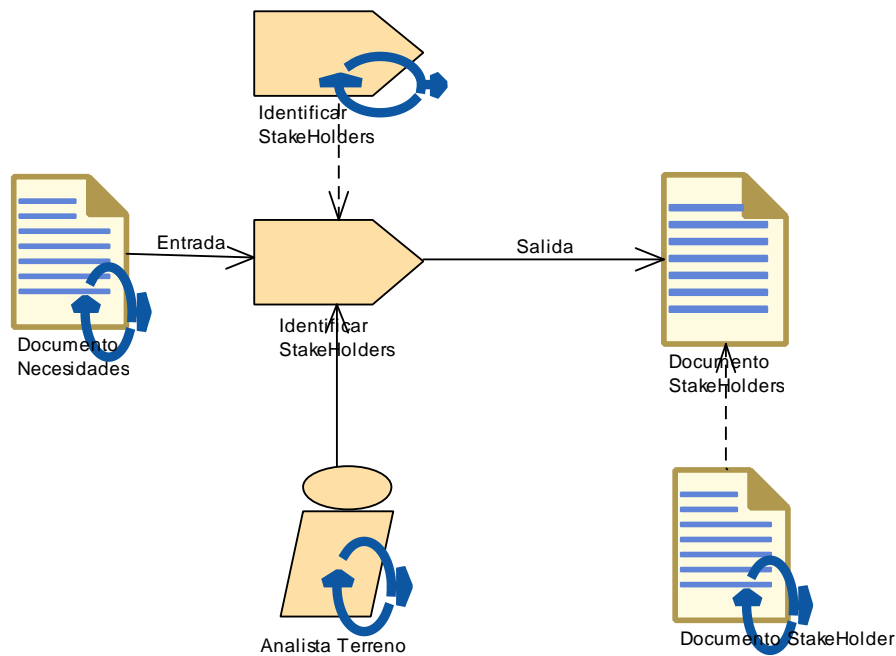 Identificar
StakeHolders
Entrada
Salida
Identificar
StakeHolders
Documento
Necesidades
Documento
StakeHolders
Analista Terreno
Documento StakeHolder